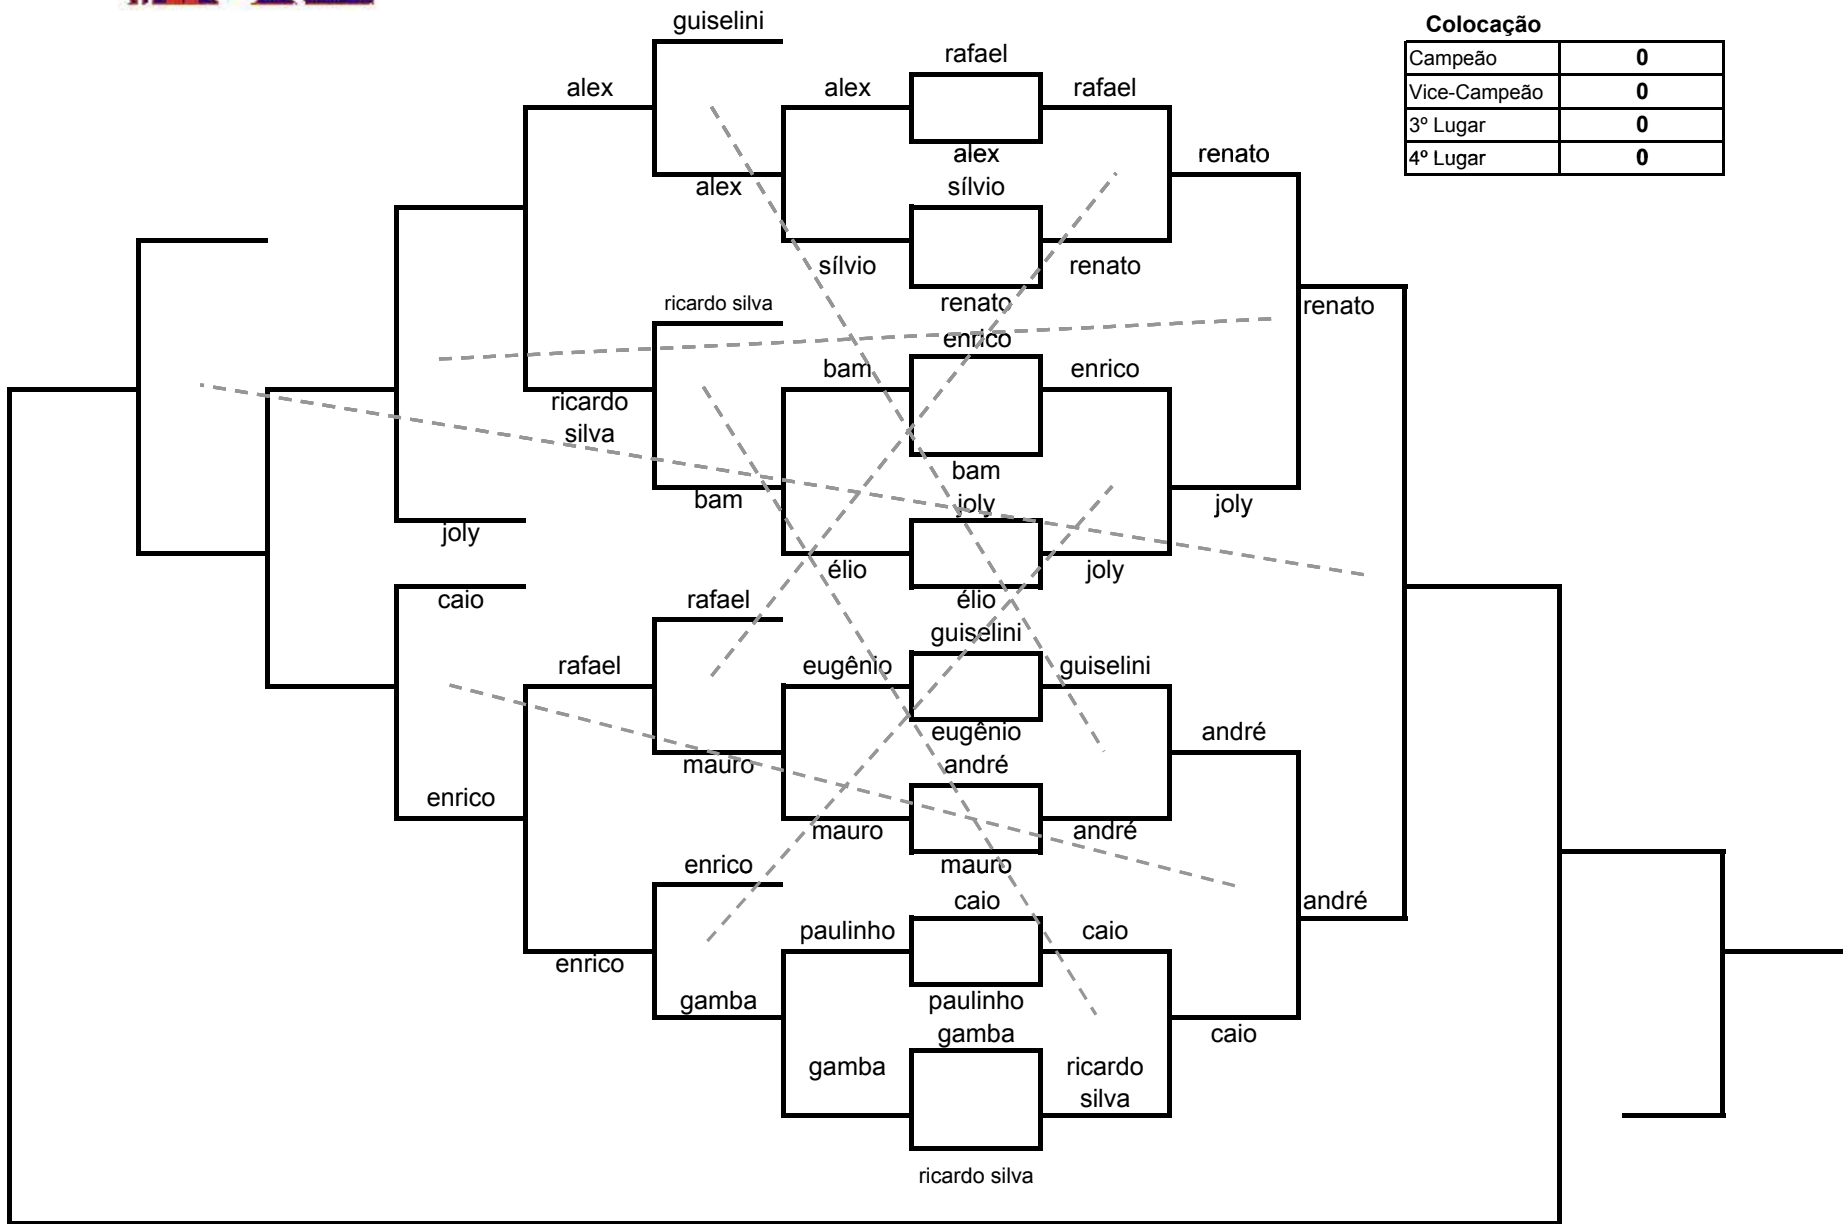 guiselini
Colocação
Campeão 0
Vice-Campeão 0
3º Lugar 0
4º Lugar 0
rafael
alex
alex
rafael
alex
renato
alex
sílvio
sílvio
renato
renato
ricardo silva
renato
enrico
bam
enrico
ricardo
silva
bam
bam
joly
joly
joly
élio
joly
caio
rafael
élio
guiselini
rafael
eugênio
guiselini
eugênio
andré
mauro
andré
enrico
mauro
andré
enrico
mauro
caio
andré
paulinho
caio
enrico
gamba
paulinho
gamba
caio
gamba
ricardo
silva
ricardo silva